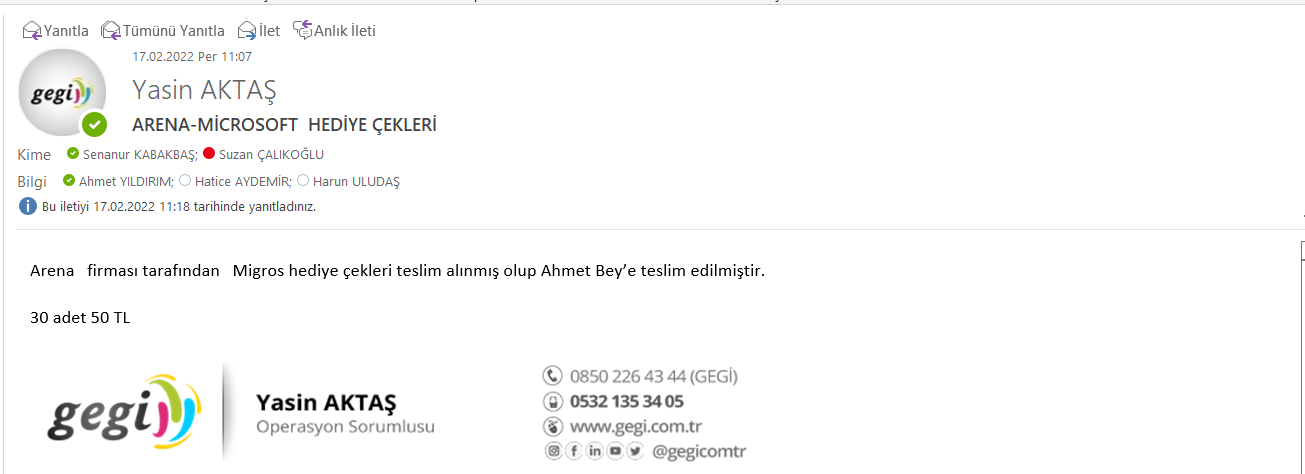 Yanıtla Tümünü Yanıtla İlet Anlık İleti
17.02.2022 Per 11:07
gegi
Yasin AKTAŞ
ARENA-MİCROSOFT HEDİYE ÇEKLERİ
Kime Senanur KABAKBAŞ; Suzan ÇALIKOĞLU
Bilgi Ahmet YILDIRIM; Hatice AYDEMİR; Harun ULUDAŞ
Bu iletiyi 17.02.2022 11:18 tarihinde yanıtladınız.
Arena firması tarafından Migros hediye çekleri teslim alınmış olup Ahmet Bey’e teslim edilmiştir.
30 adet 50 TL
gegi
Yasin AKTAŞ
Operasyon Sorumlusu
0850 226 43 44 (GEGİ)
0532 135 34 05
www.gegi.com.tr
@gegicomtr